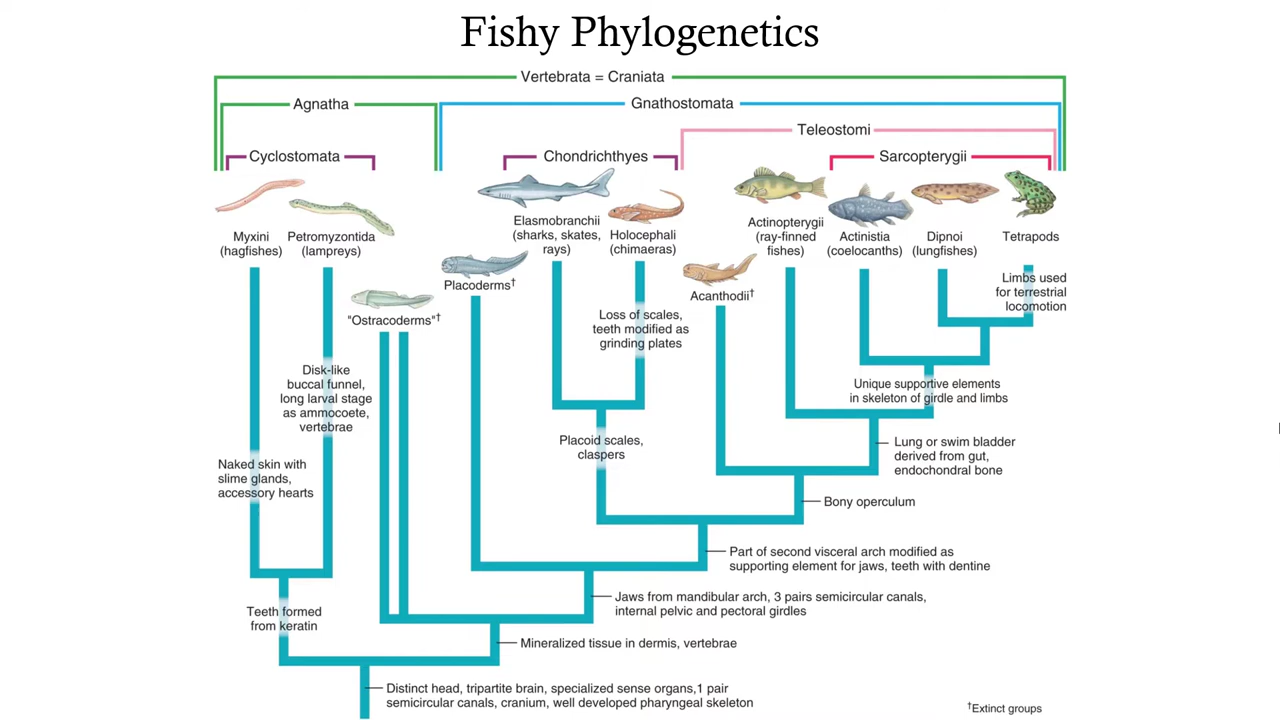 Fishy Phylogenetics
Vertebrata = Craniata
Agnatha
Gnathostomata
Teleostomi
Cyclostomata
Chondrichthyes
Sarcopterygii
Myxini
(hagfishes)
Petromyzontida
(lampreys)
"Ostracoderms"†
Placoderms†
Elasmobranchii
(sharks, skates,
rays)
Holocephali
(chimaeras)
Acanthodii†
Actinopterygii
(ray-finned
fishes)
Actinistia
(coelocanths)
Dipnoi
(lungfishes)
Tetrapods
Limbs used
for terrestrial
locomotion
Loss of scales,
teeth modified as
grinding plates
Disk-like
buccal funnel,
long larval stage
as ammocoete,
vertebrae
Unique supportive elements
in skeleton of girdle and limbs
Placoid scales,
claspers
Lung or swim bladder
derived from gut,
endochondral bone
Naked skin with
slime glands,
accessory hearts
Bony operculum
Part of second visceral arch modified as
supporting element for jaws, teeth with dentine
Jaws from mandibular arch, 3 pairs semicircular canals,
internal pelvic and pectoral girdles
Teeth formed
from keratin
Mineralized tissue in dermis, vertebrae
Distinct head, tripartite brain, specialized sense organs,1 pair
semicircular canals, cranium, well developed pharyngeal skeleton
†Extinct groups